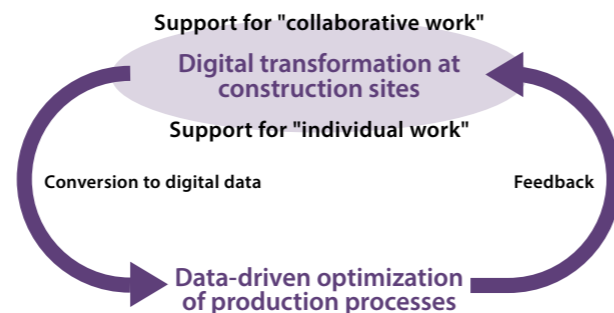 Support for "collaborative work"
Digital transformation at
construction sites
Support for "individual work"
Conversion to digital data
Feedback
Data-driven optimization
of production processes